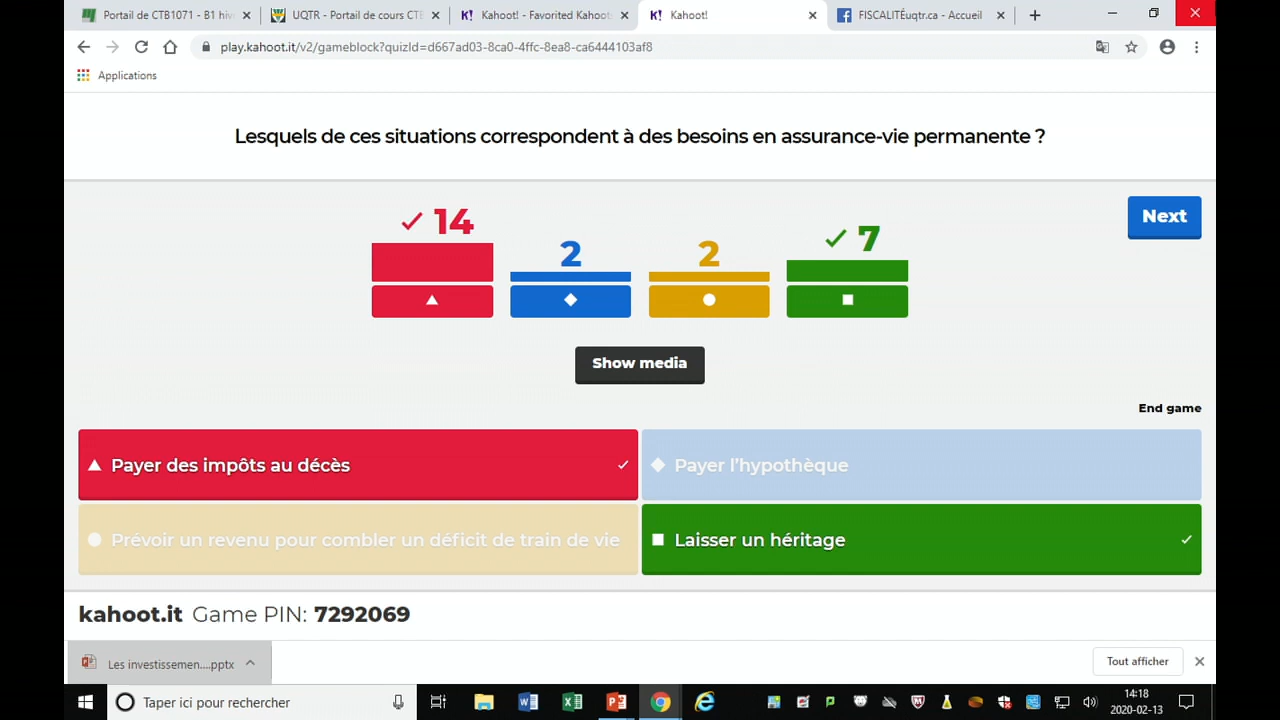 Portail de CTB1071 - B1 hive
UQTR - Portail de cours CTB
Kahoot! - Favorited Kahoots
Kahoot!
FISCALITÉuqtr.ca - Accueil
play.kahoot.it/v2/gameblock?quizId=d667ad03-8ca0-4ffc-8ea8-ca6444103af8
Applications
Lesquels de ces situations correspondent à des besoins en assurance-vie permanente ?
14
2
2
7
Next
Show media
End game
Payer des impôts au décès
Payer l'hypothèque
Prévoir un revenu pour combler un déficit de train de vie
Laisser un héritage
kahoot.it Game PIN: 7292069
Les investissemen....pptx
Tout afficher
Taper ici pour rechercher
14:18
2020-02-13